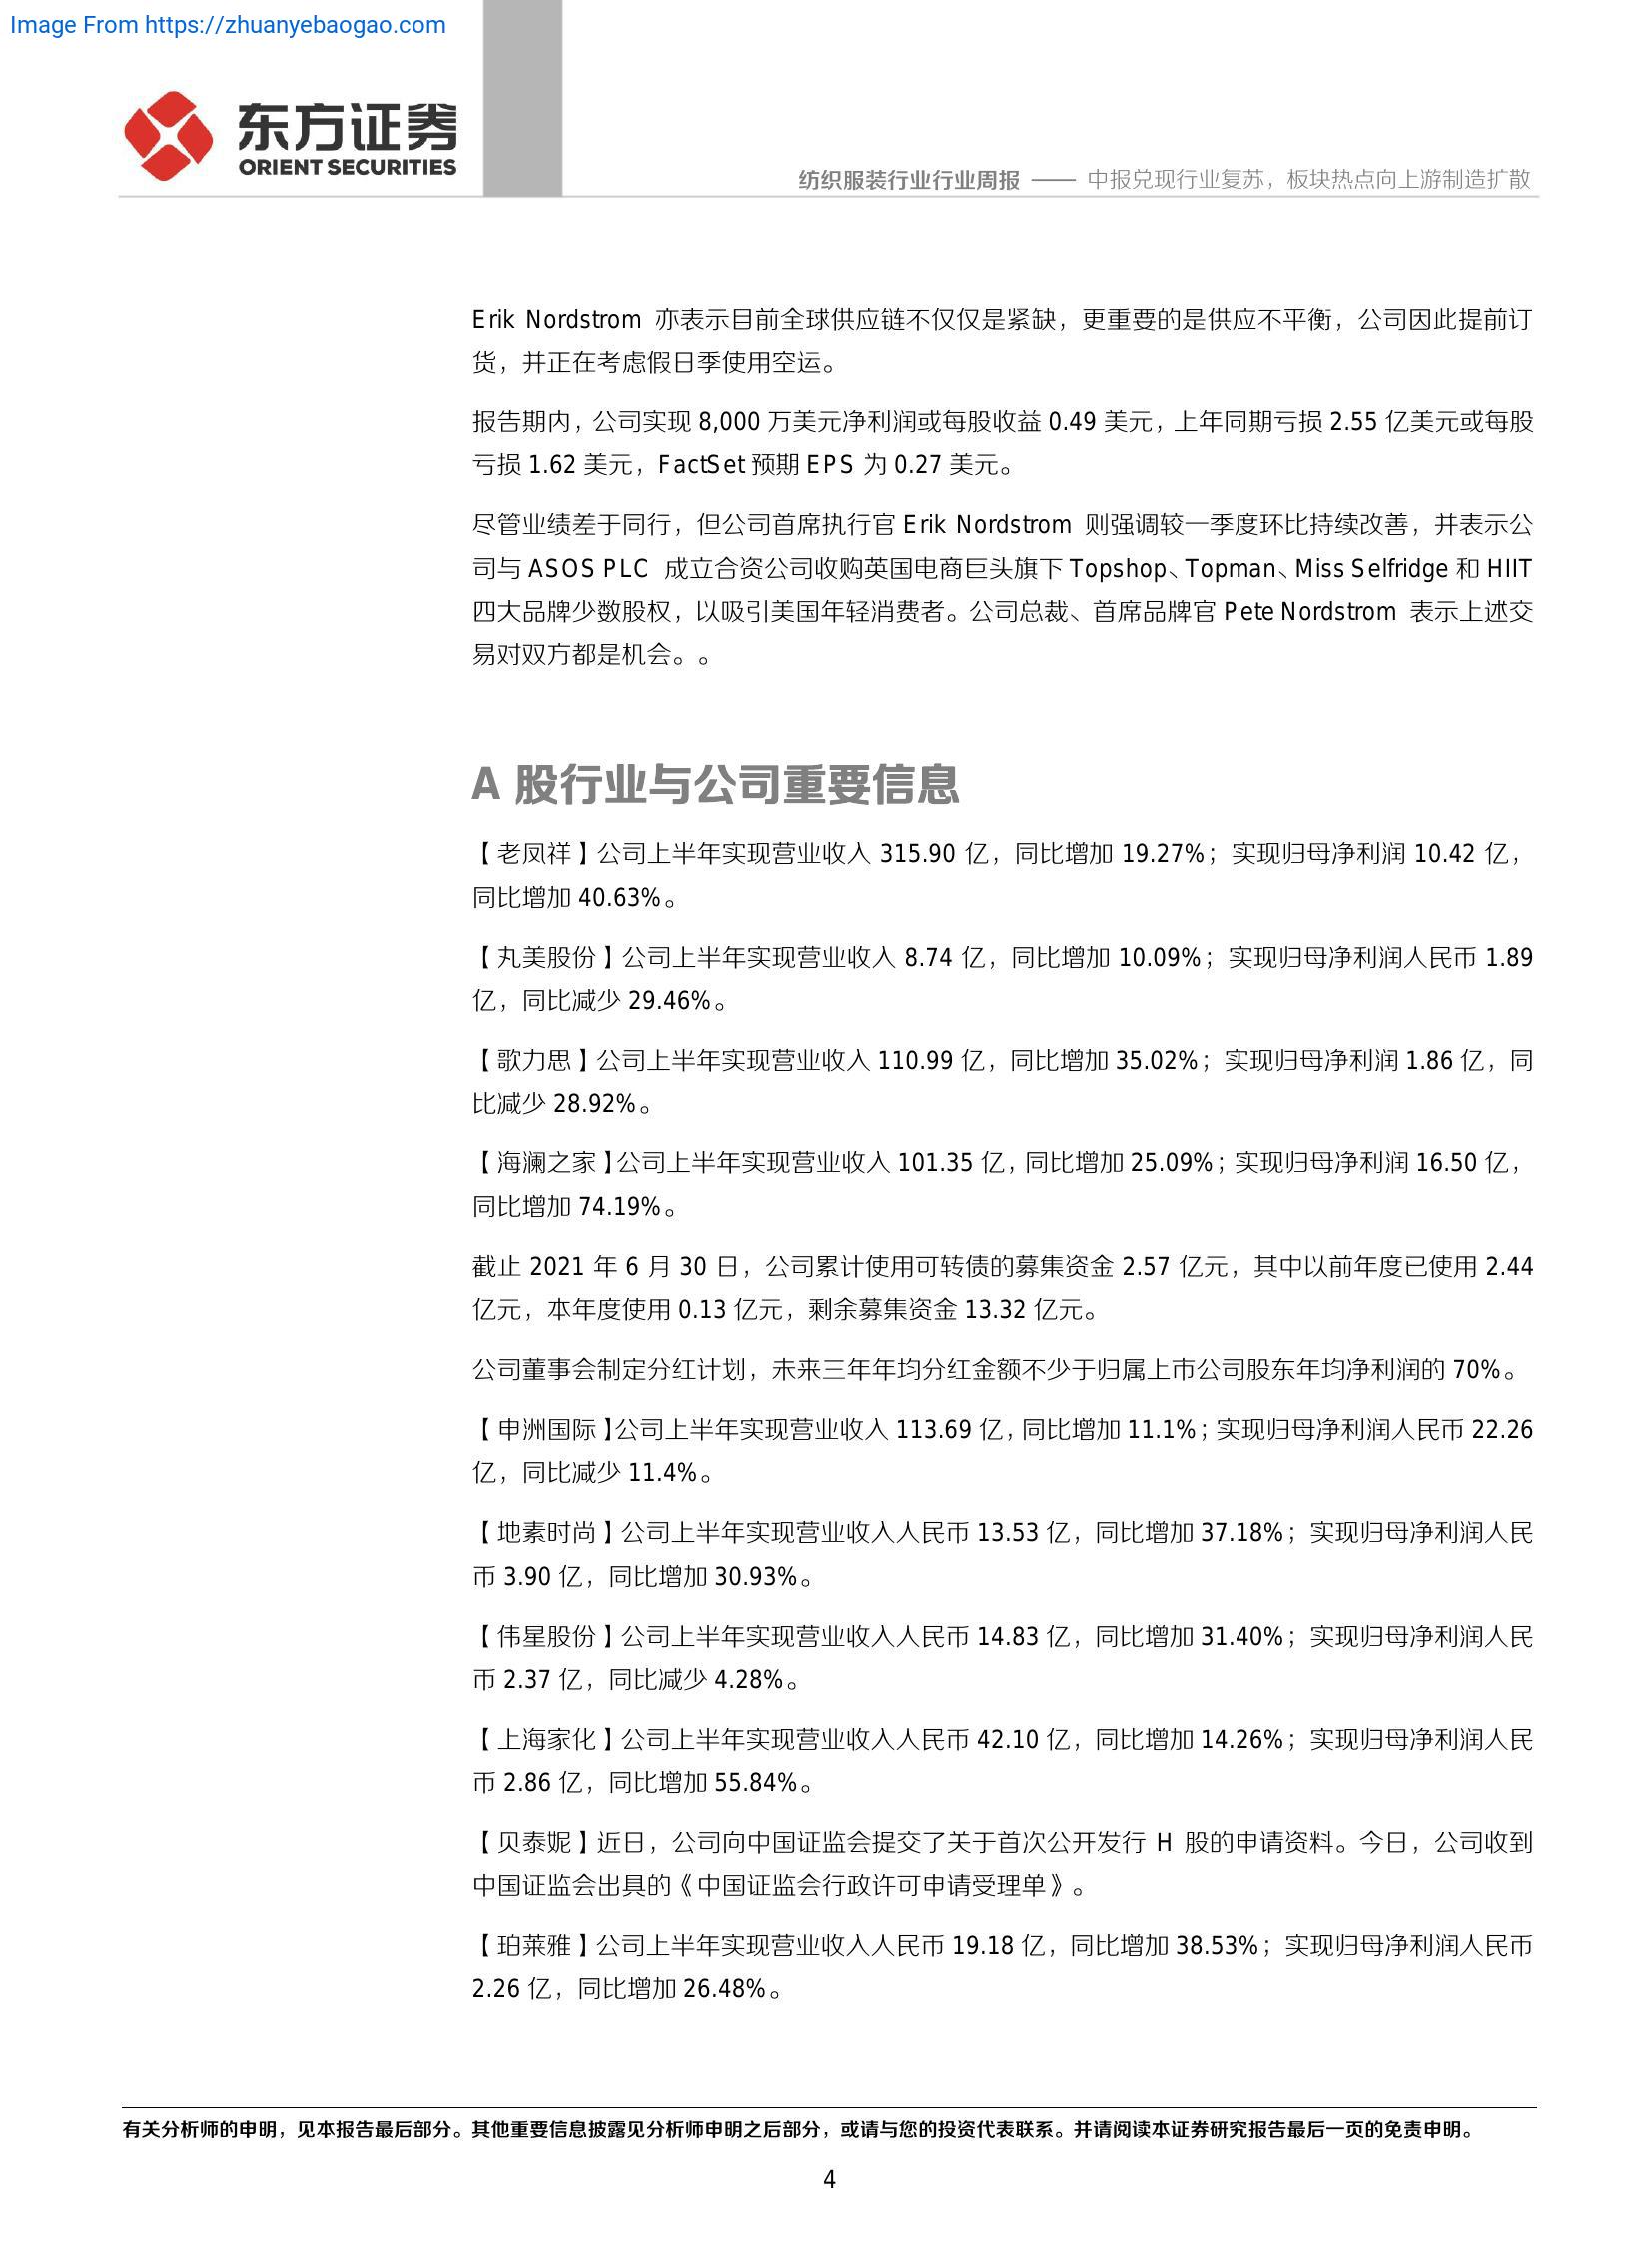 Image From https://zhuanyebaogao.com
东方证券
ORIENT SECURITIES
纺织服装行业行业周报 —— 中报兑现行业复苏，板块热点向上游制造扩散
Erik Nordstrom 亦表示目前全球供应链不仅仅是紧缺，更重要的是供应不平衡，公司因此提前订
货，并正在考虑假日季使用空运。
报告期内，公司实现 8,000 万美元净利润或每股收益 0.49 美元，上年同期亏损 2.55 亿美元或每股
亏损 1.62 美元，FactSet 预期 EPS 为 0.27 美元。
尽管业绩差于同行，但公司首席执行官 Erik Nordstrom 则强调较一季度环比持续改善，并表示公
司与 ASOS PLC 成立合资公司收购英国电商巨头旗下 Topshop、Topman、Miss Selfridge 和 HIIT
四大品牌少数股权，以吸引美国年轻消费者。公司总裁、首席品牌官 Pete Nordstrom 表示上述交
易对双方都是机会。。
A 股行业与公司重要信息
【老凤祥】公司上半年实现营业收入 315.90 亿，同比增加 19.27%；实现归母净利润 10.42 亿，
同比增加 40.63%。
【丸美股份】公司上半年实现营业收入 8.74 亿，同比增加 10.09%；实现归母净利润人民币 1.89
亿，同比减少 29.46%。
【歌力思】公司上半年实现营业收入 110.99 亿，同比增加 35.02%；实现归母净利润 1.86 亿，同
比减少 28.92%。
【海澜之家】公司上半年实现营业收入 101.35 亿，同比增加 25.09%；实现归母净利润 16.50 亿，
同比增加 74.19%。
截止 2021 年 6 月 30 日，公司累计使用可转债的募集资金 2.57 亿元，其中以前年度已使用 2.44
亿元，本年度使用 0.13 亿元，剩余募集资金 13.32 亿元。
公司董事会制定分红计划，未来三年年均分红金额不少于归属上市公司股东年均净利润的 70%。
【申洲国际】公司上半年实现营业收入 113.69 亿，同比增加 11.1%；实现归母净利润人民币 22.26
亿，同比减少 11.4%。
【地素时尚】公司上半年实现营业收入人民币 13.53 亿，同比增加 37.18%；实现归母净利润人民
币 3.90 亿，同比增加 30.93%。
【伟星股份】公司上半年实现营业收入人民币 14.83 亿，同比增加 31.40%；实现归母净利润人民
币 2.37 亿，同比减少 4.28%。
【上海家化】公司上半年实现营业收入人民币 42.10 亿，同比增加 14.26%；实现归母净利润人民
币 2.86 亿，同比增加 55.84%。
【贝泰妮】近日，公司向中国证监会提交了关于首次公开发行 H 股的申请资料。今日，公司收到
中国证监会出具的《中国证监会行政许可申请受理单》。
【珀莱雅】公司上半年实现营业收入人民币 19.18 亿，同比增加 38.53%；实现归母净利润人民币
2.26 亿，同比增加 26.48%。
有关分析师的申明，见本报告最后部分。其他重要信息披露见分析师申明之后部分，或请与您的投资代表联系。并请阅读本证券研究报告最后一页的免责申明。
4